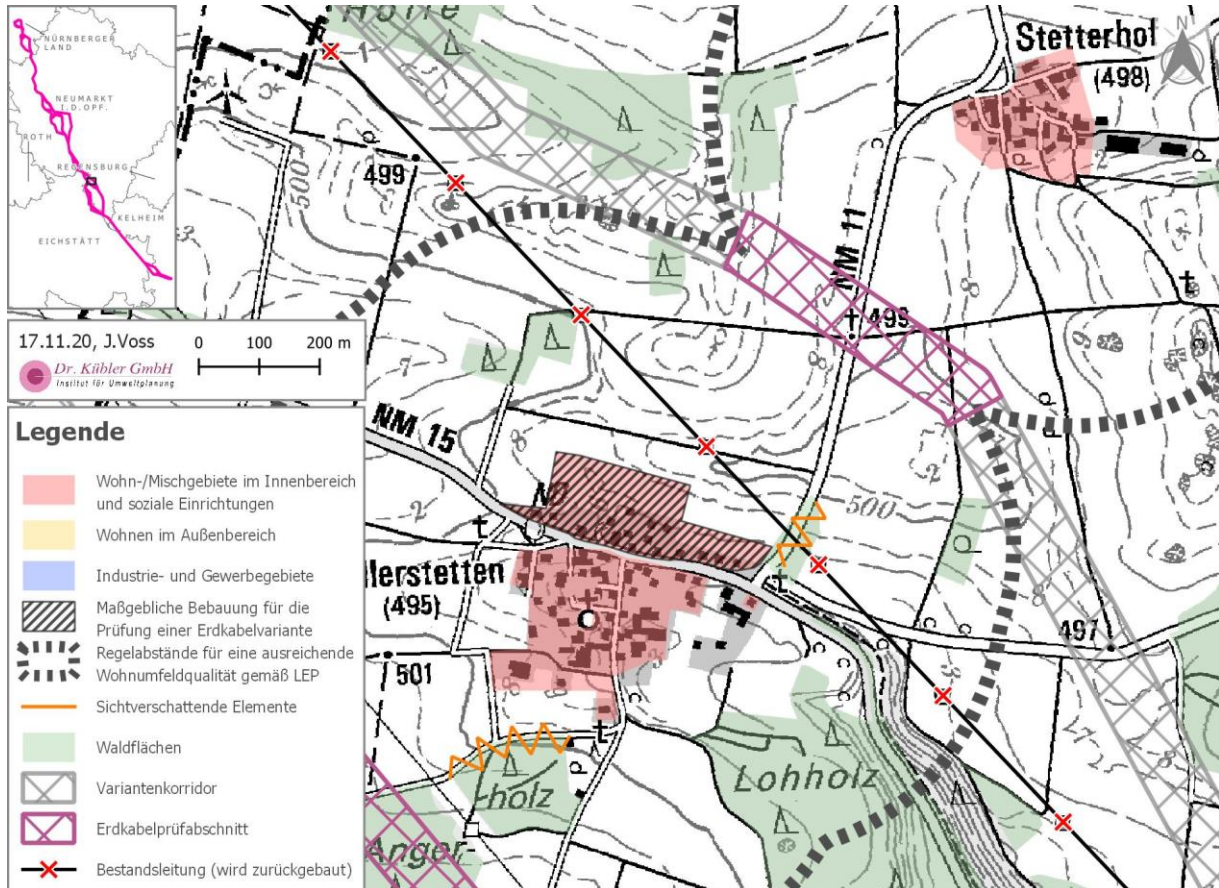 NÜRNBERGER
LAND
NEUMARKT
I.D.OPF.
ROTH
REGENSBURG
KELHEIM
EICHSTÄTT
17.11.20, J.Voss
0 100 200 m
Dr. Kübler GmbH
Institut für Umweltplanung
Legende
Wohn-/Mischgebiete im Innenbereich
und soziale Einrichtungen
Wohnen im Außenbereich
Industrie- und Gewerbegebiete
Maßgebliche Bebauung für die
Prüfung einer Erdkabelvariante
Regelabstände für eine ausreichende
Wohnumfeldqualität gemäß LEP
Sichtverschattende Elemente
Waldflächen
Variantenkorridor
Erdkabelprüfabschnitt
Bestandsleitung (wird zurückgebaut)
N
Stetterhof
(498)
499
500
NM 11
499
NM 15
ND
500
llerstetten
(495)
501
497
Lohholz
-holz
Anger-